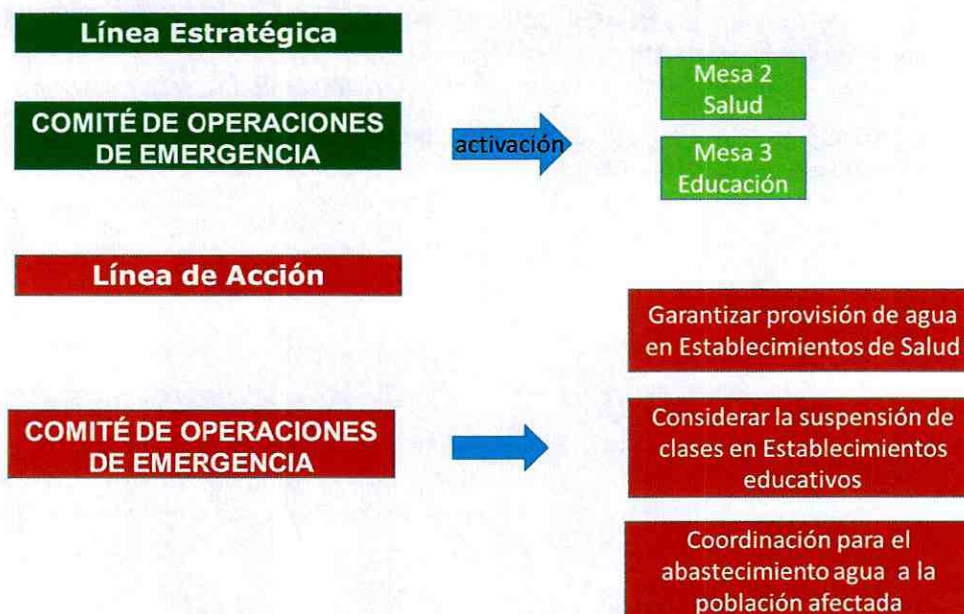 Línea Estratégica
COMITÉ DE OPERACIONES
DE EMERGENCIA
activación
Mesa 2
Salud
Mesa 3
Educación
Línea de Acción
COMITÉ DE OPERACIONES
DE EMERGENCIA
Garantizar provisión de agua
en Establecimientos de Salud
Considerar la suspensión de
clases en Establecimientos
educativos
Coordinación para el
abastecimiento agua a la
población afectada